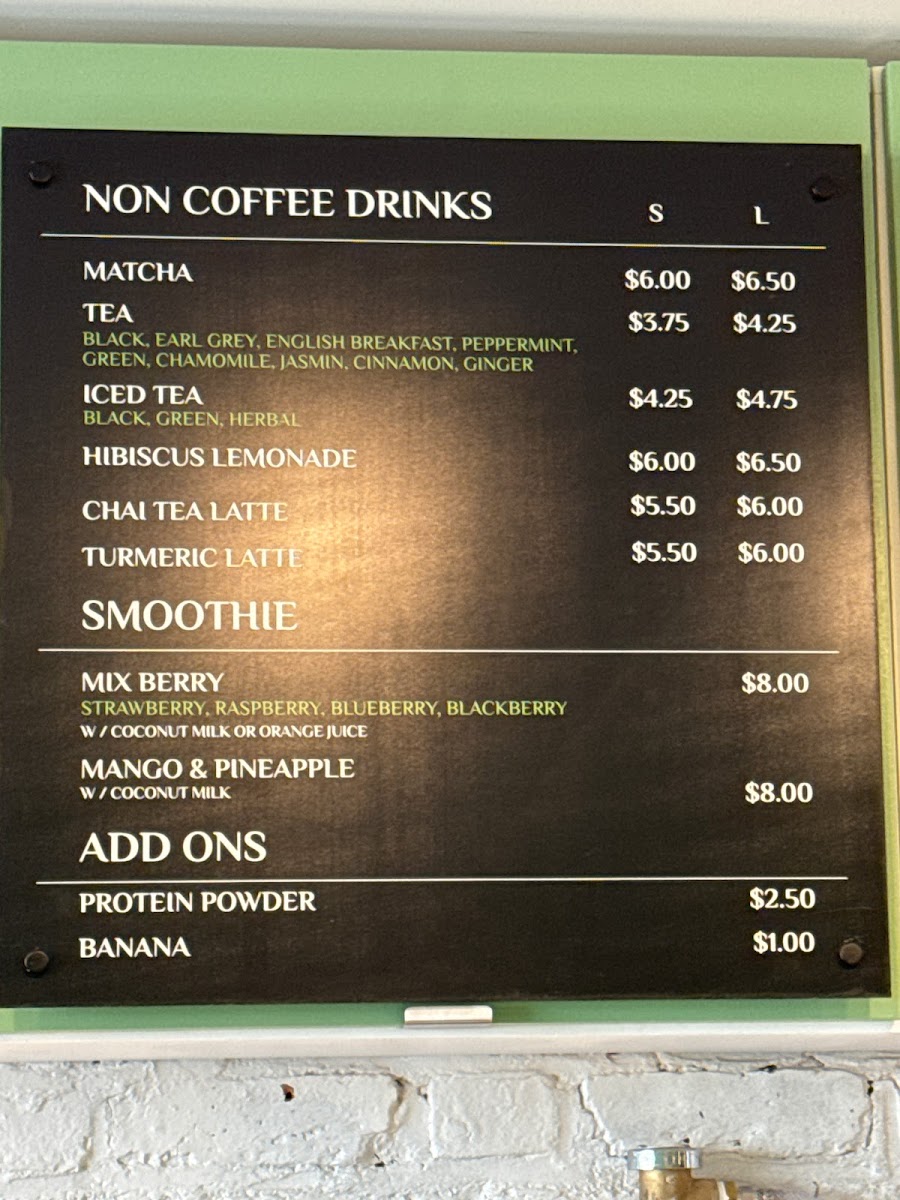 NON COFFEE DRINKS S L
MATCHA $6.00 $6.50
TEA $3.75 $4.25
BLACK, EARL GREY, ENGLISH BREAKFAST, PEPPERMINT,
GREEN, CHAMOMILE, JASMIN, CINNAMON, GINGER
ICED TEA $4.25 $4.75
BLACK, GREEN, HERBAL
HIBISCUS LEMONADE $6.00 $6.50
CHAI TEA LATTE $5.50 $6.00
TURMERIC LATTE $5.50 $6.00
SMOOTHIE
MIX BERRY $8.00
STRAWBERRY, RASPBERRY, BLUEBERRY, BLACKBERRY
W / COCONUT MILK OR ORANGE JUICE
MANGO & PINEAPPLE
W / COCONUT MILK $8.00
ADD ONS
PROTEIN POWDER $2.50
BANANA $1.00